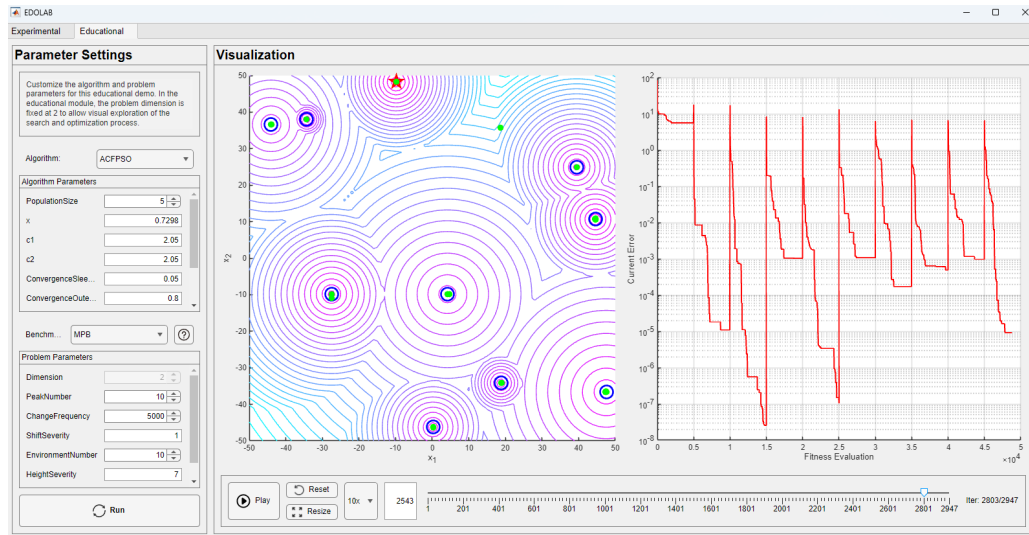 EDOLAB
Experimental Educational
Parameter Settings
Customize the algorithm and problem
parameters for this educational demo. In the
educational module, the problem dimension is
fixed at 2 to allow visual exploration of the
search and optimization process.
Algorithm: ACFPSO
Algorithm Parameters
PopulationSize 5
x 0.7298
c1 2.05
c2 2.05
ConvergenceSlee... 0.05
ConvergenceOute... 0.8
Benchm... MPB
Problem Parameters
Dimension 2
PeakNumber 10
ChangeFrequency 5000
ShiftSeverity 1
EnvironmentNumber 10
HeightSeverity 7
Run
Visualization
50
40
30
20
10
0
-10
-20
-30
-40
-50
x2
-50 -40 -30 -20 -10 0 10 20 30 40 50
x1
10^2
10^1
10^0
10^-1
10^-2
10^-3
10^-4
10^-5
10^-6
10^-7
10^-8
Current Error
0 0.5 1 1.5 2 2.5 3 3.5 4 4.5 5
Fitness Evaluation
×10^4
Play
Reset
Resize
10x
2543
1 201 401 601 801 1001 1201 1401 1601 1801 2001 2201 2401 2601 2801 2947
Iter: 2803/2947